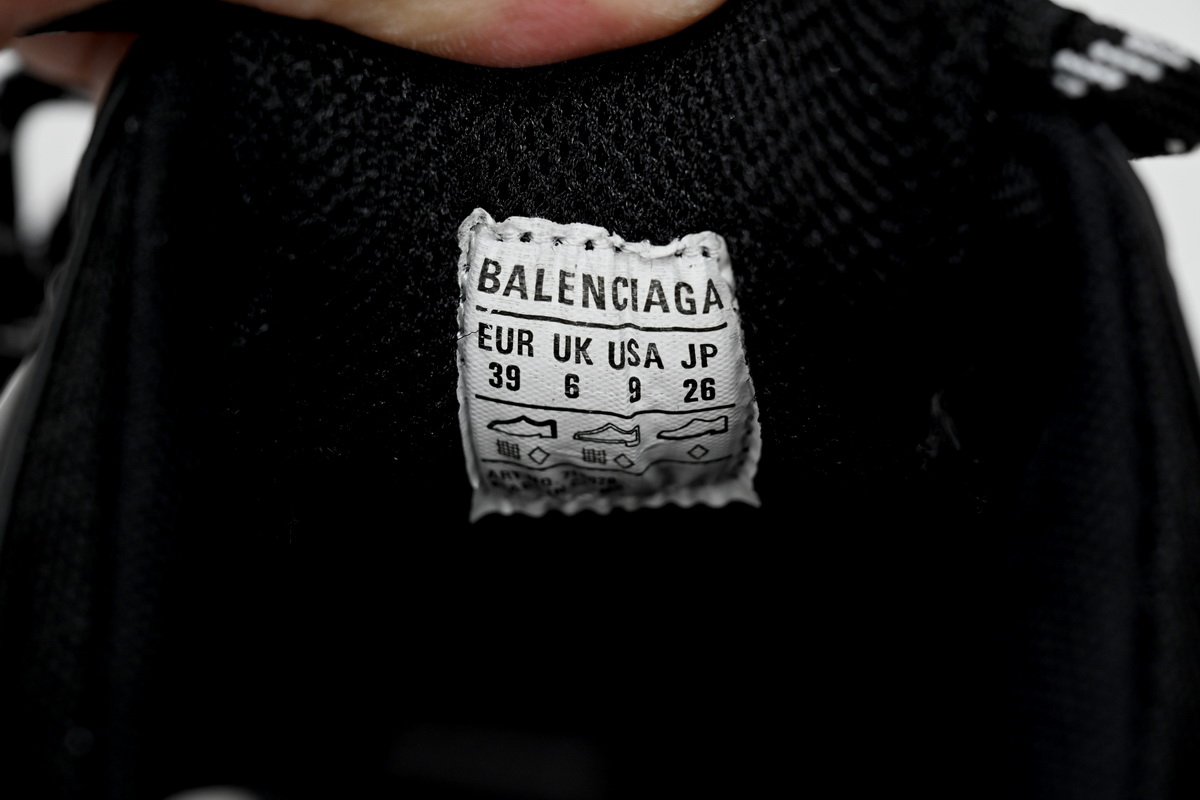 BALENCIAGA
EUR UK USA JP
39 6 9 26